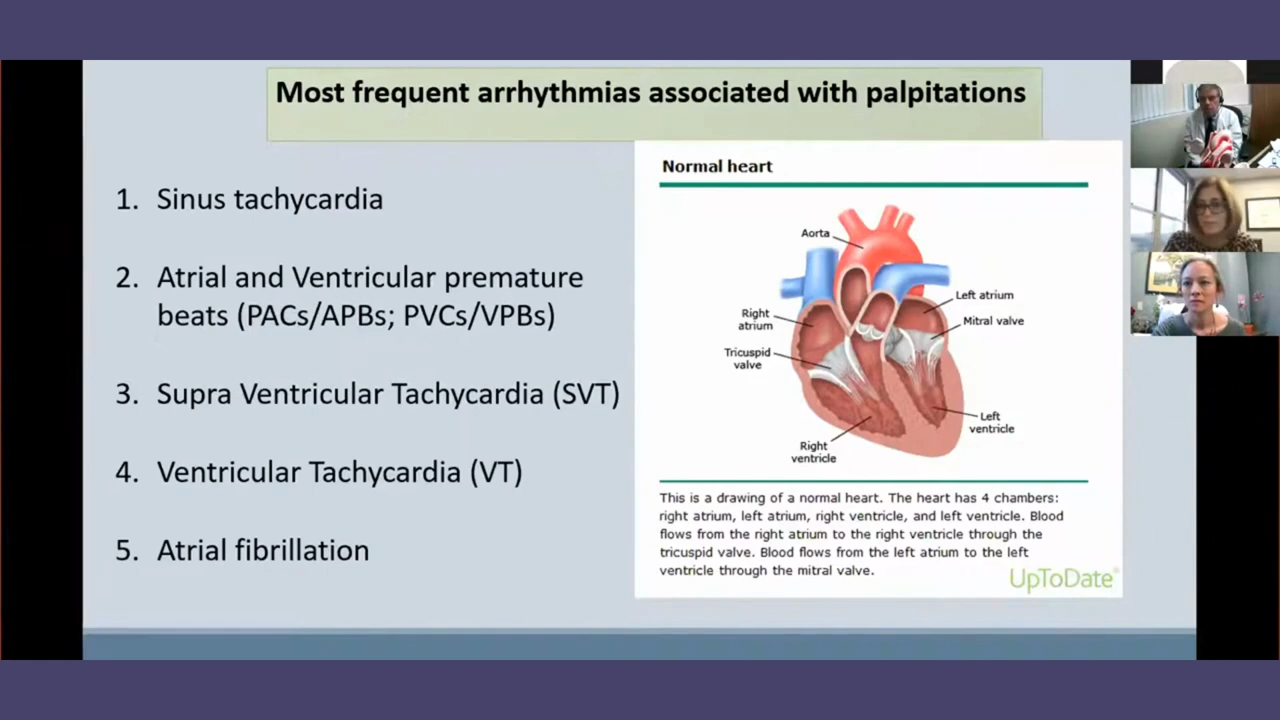 Most frequent arrhythmias associated with palpitations
1. Sinus tachycardia
2. Atrial and Ventricular premature
beats (PACs/APBs; PVCs/VPBs)
3. Supra Ventricular Tachycardia (SVT)
4. Ventricular Tachycardia (VT)
5. Atrial fibrillation
Normal heart
Aorta
Left atrium
Right
atrium
Mitral valve
Tricuspid
valve
Left
ventricle
Right
ventricle
This is a drawing of a normal heart. The heart has 4 chambers:
right atrium, left atrium, right ventricle, and left ventricle. Blood
flows from the right atrium to the right ventricle through the
tricuspid valve. Blood flows from the left atrium to the left
ventricle through the mitral valve.
UpToDate®